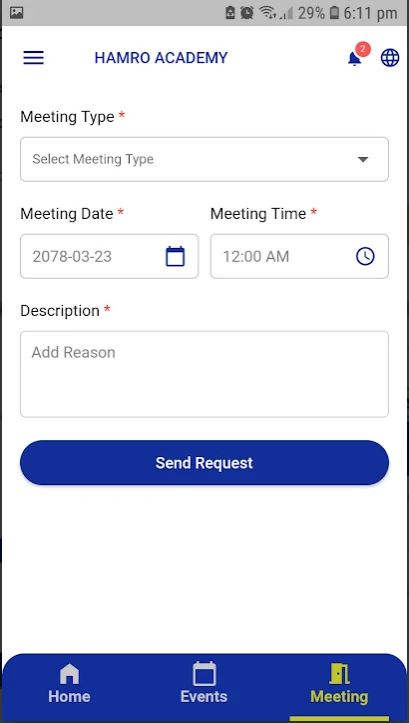 29% 6:11 pm
HAMRO ACADEMY 2
Meeting Type *
Select Meeting Type
Meeting Date * Meeting Time *
2078-03-23 12:00 AM
Description *
Add Reason
Send Request
Home Events Meeting